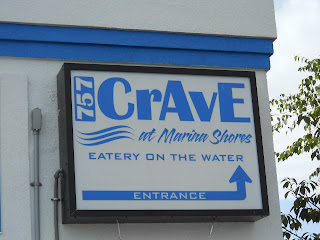 757 CrAvE
at Marina Shores
EATERY ON THE WATER
ENTRANCE